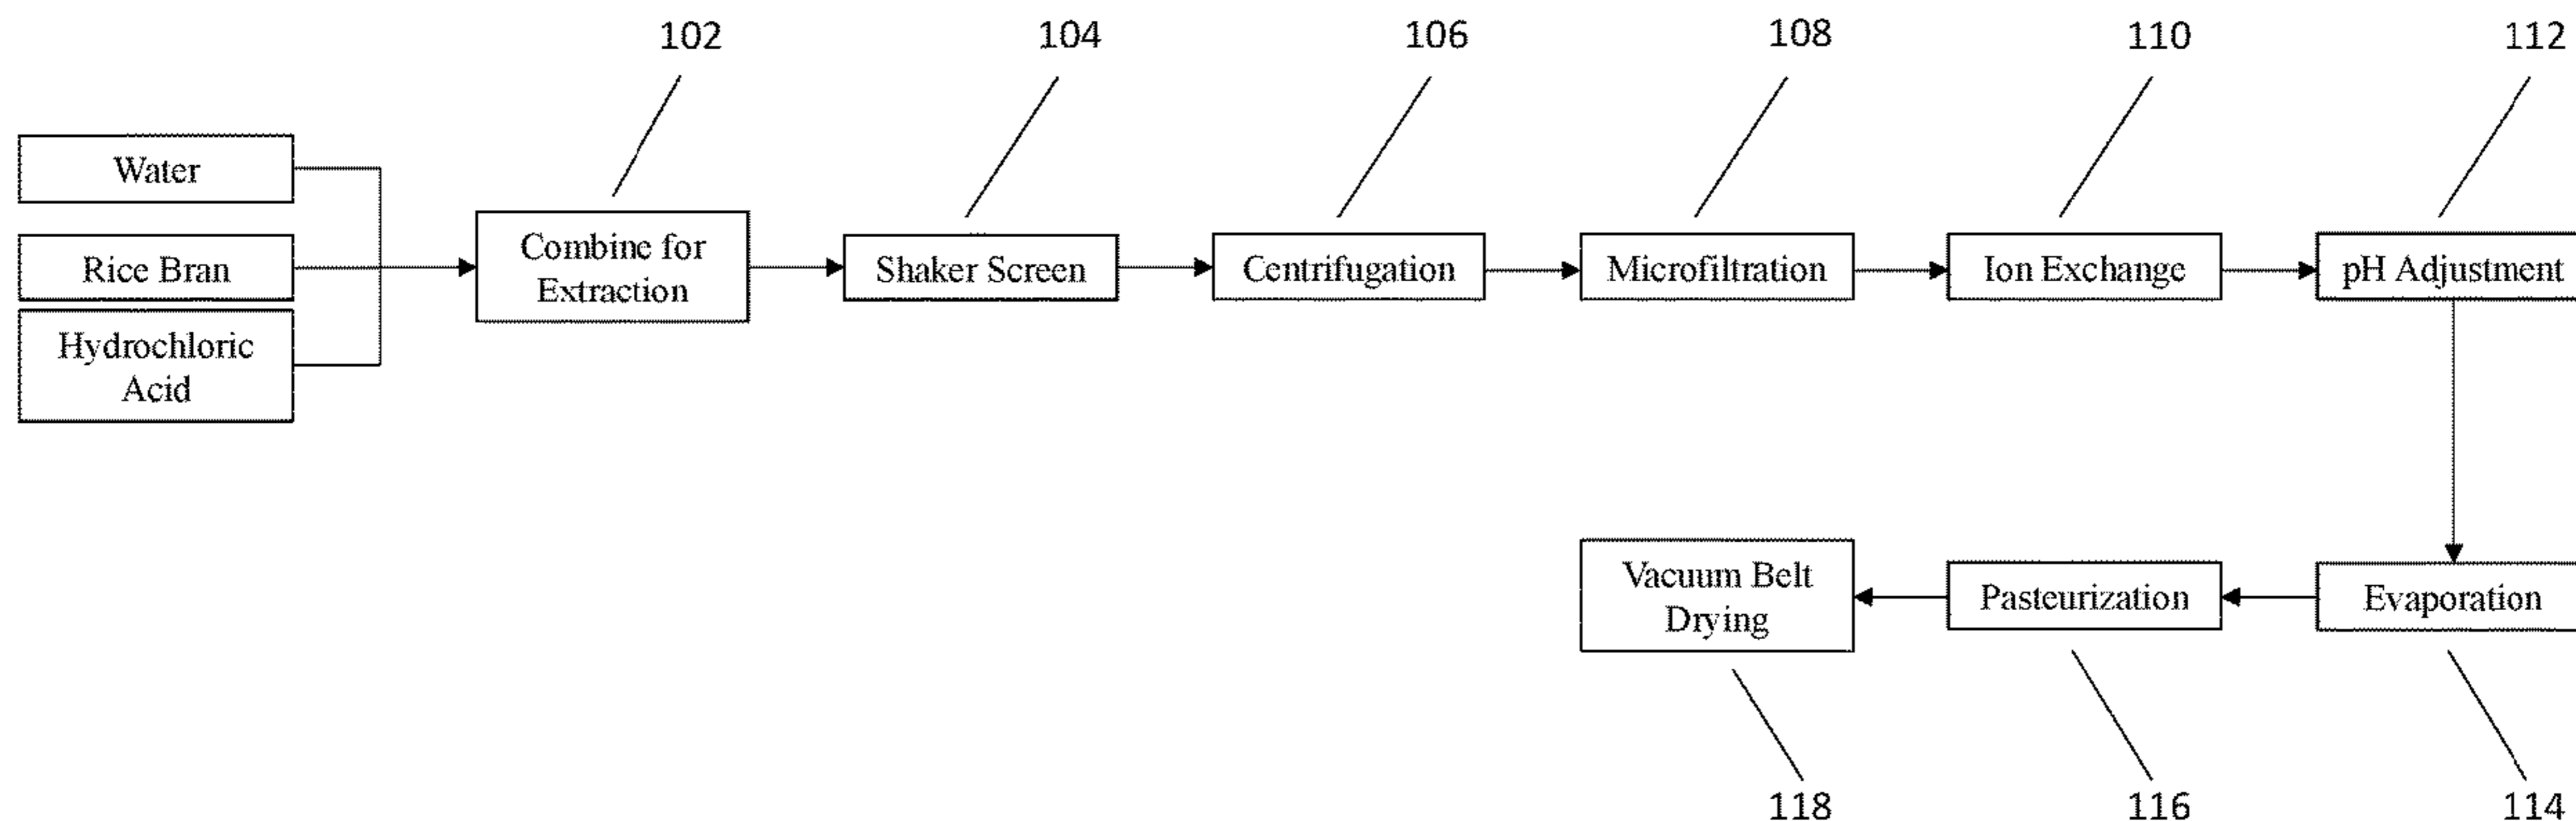 102
104
106
108
110
112
Water
Rice Bran
Hydrochloric
Acid
Combine for
Extraction
Shaker Screen
Centrifugation
Microfiltration
Ion Exchange
pH Adjustment
Vacuum Belt
Drying
Pasteurization
Evaporation
118
116
114